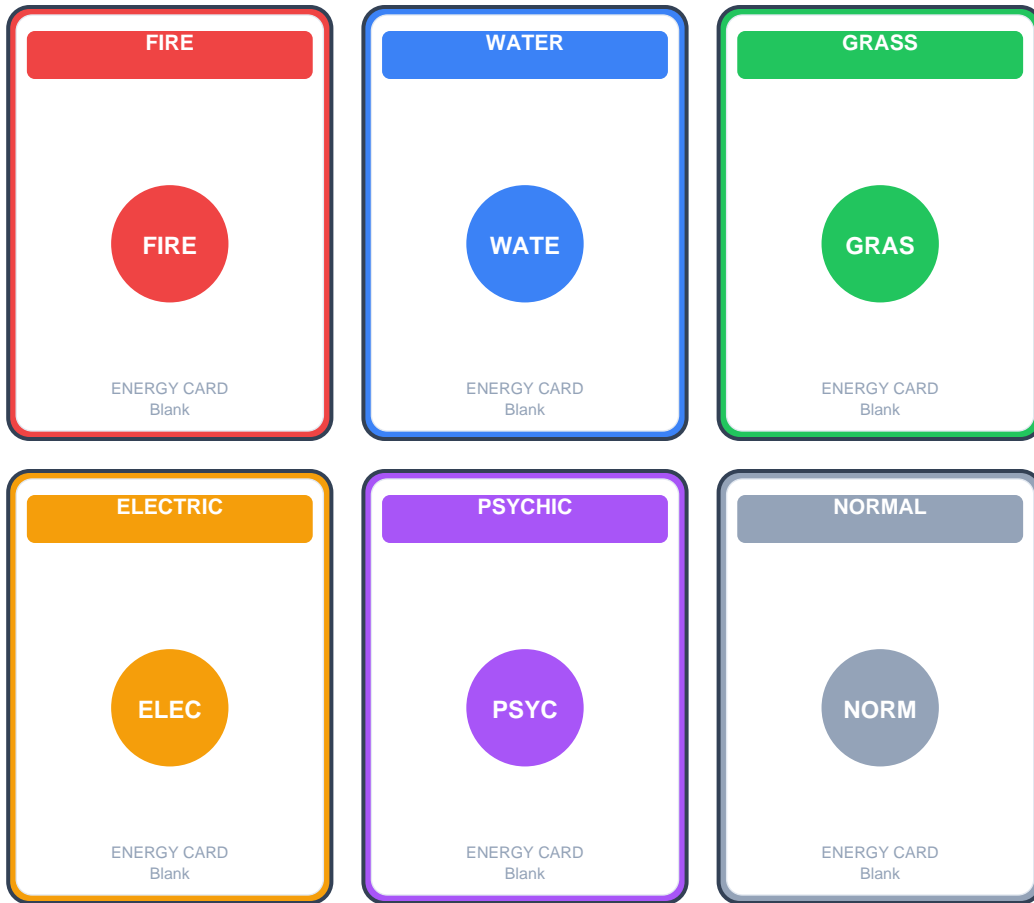 FIRE
FIRE
ENERGY CARD
Blank
WATER
WATE
ENERGY CARD
Blank
GRASS
GRAS
ENERGY CARD
Blank
ELECTRIC
ELEC
ENERGY CARD
Blank
PSYCHIC
PSYC
ENERGY CARD
Blank
NORMAL
NORM
ENERGY CARD
Blank